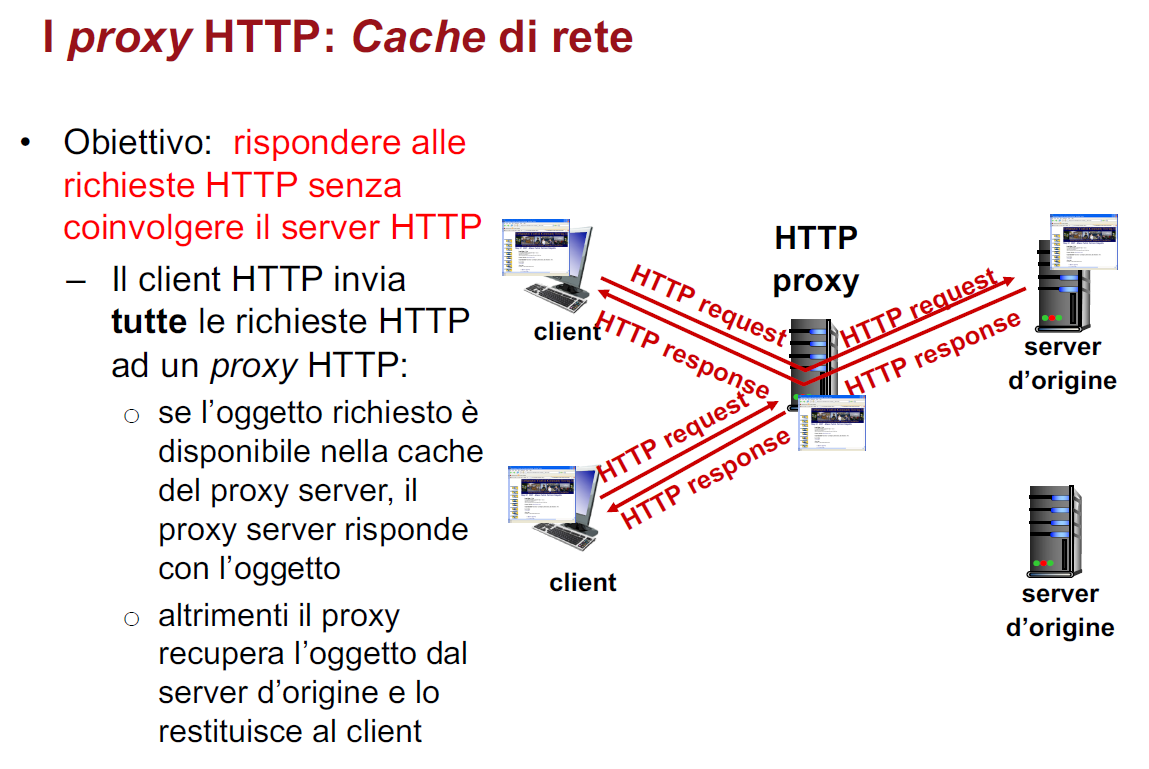 I proxy HTTP: Cache di rete
• Obiettivo: rispondere alle
richieste HTTP senza
coinvolgere il server HTTP
– Il client HTTP invia
tutte le richieste HTTP
ad un proxy HTTP:
○ se l’oggetto richiesto è
disponibile nella cache
del proxy server, il
proxy server risponde
con l’oggetto
○ altrimenti il proxy
recupera l’oggetto dal
server d’origine e lo
restituisce al client
HTTP
proxy
client
HTTP request
HTTP response
HTTP request
HTTP response
server
d’origine
HTTP request
HTTP response
client
server
d’origine